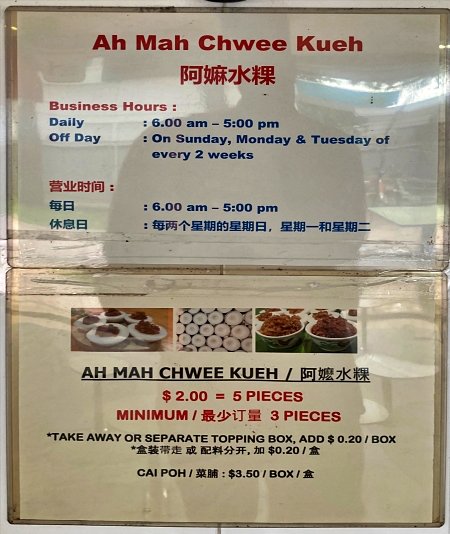 Ah Mah Chwee Kueh
阿嫲水粿
Business Hours :
Daily : 6.00 am – 5:00 pm
Off Day : On Sunday, Monday & Tuesday of
every 2 weeks
营业时间 :
每日 : 6.00 am – 5:00 pm
休息日 : 每两个星期的星期日，星期一和星期二
AH MAH CHWEE KUEH / 阿嬷水粿
$ 2.00 = 5 PIECES
MINIMUM / 最少订量 3 PIECES
*TAKE AWAY OR SEPARATE TOPPING BOX, ADD $ 0.20 / BOX
*盒装带走 或 配料分开, 加 $0.20 / 盒
CAI POH / 菜脯 : $3.50 / BOX / 盒